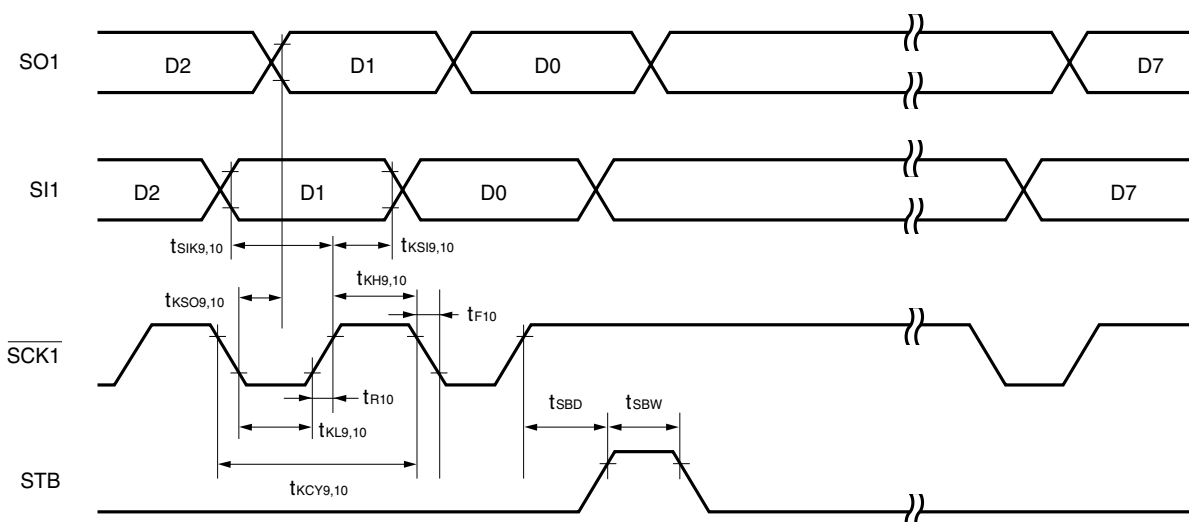 SO1
D2
D1
D0
D7
SI1
D2
D1
D0
D7
tSIK9,10
tKSI9,10
tKH9,10
tKSO9,10
tF10
SCK1
tR10
tSBD
tSBW
tKL9,10
STB
tKCY9,10